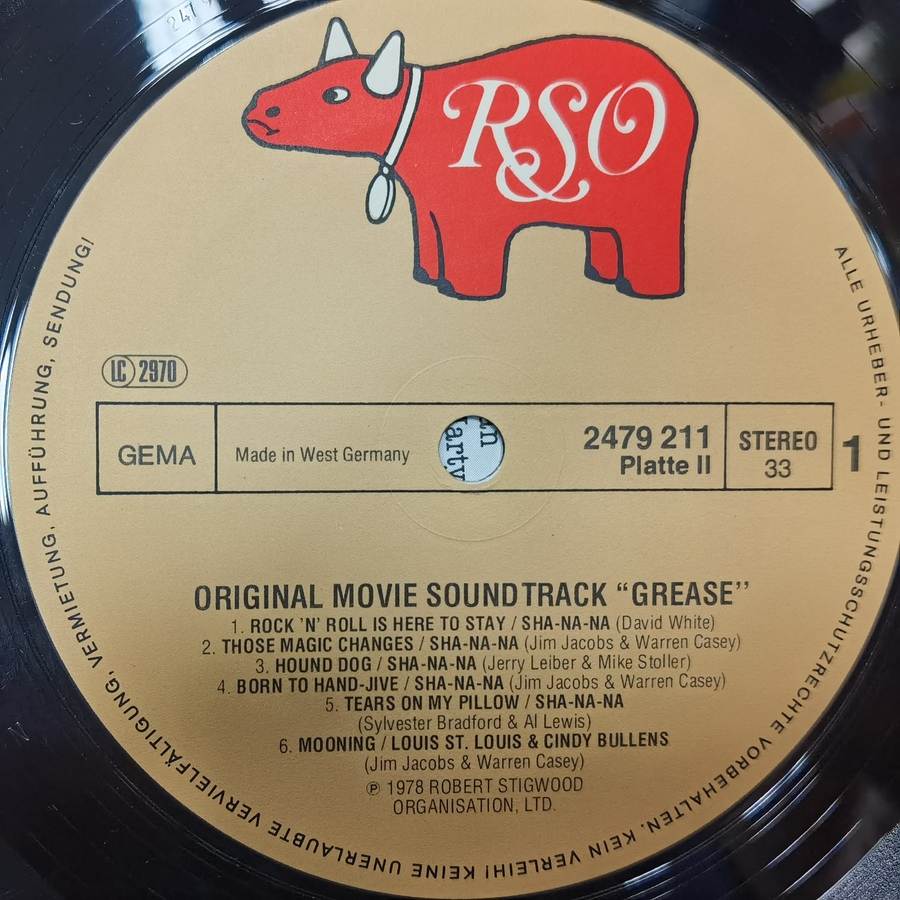 RSO
LC 2970
GEMA
Made in West Germany
2479 211
Platte II
STEREO
33
1
ORIGINAL MOVIE SOUNDTRACK “GREASE”
1. ROCK 'N' ROLL IS HERE TO STAY / SHA-NA-NA (David White)
2. THOSE MAGIC CHANGES / SHA-NA-NA (Jim Jacobs & Warren Casey)
3. HOUND DOG / SHA-NA-NA (Jerry Leiber & Mike Stoller)
4. BORN TO HAND-JIVE / SHA-NA-NA (Jim Jacobs & Warren Casey)
5. TEARS ON MY PILLOW / SHA-NA-NA
(Sylvester Bradford & Al Lewis)
6. MOONING / LOUIS ST. LOUIS & CINDY BULLENS
(Jim Jacobs & Warren Casey)
℗ 1978 ROBERT STIGWOOD
ORGANISATION, LTD.
ALLE URHEBER- UND LEISTUNGSSCHUTZRECHTE VORBEHALTEN. KEIN VERLEIH! KEINE UNERLAUBTE VERVIELFÄLTIGUNG, VERMIETUNG, AUFFÜHRUNG, SENDUNG!